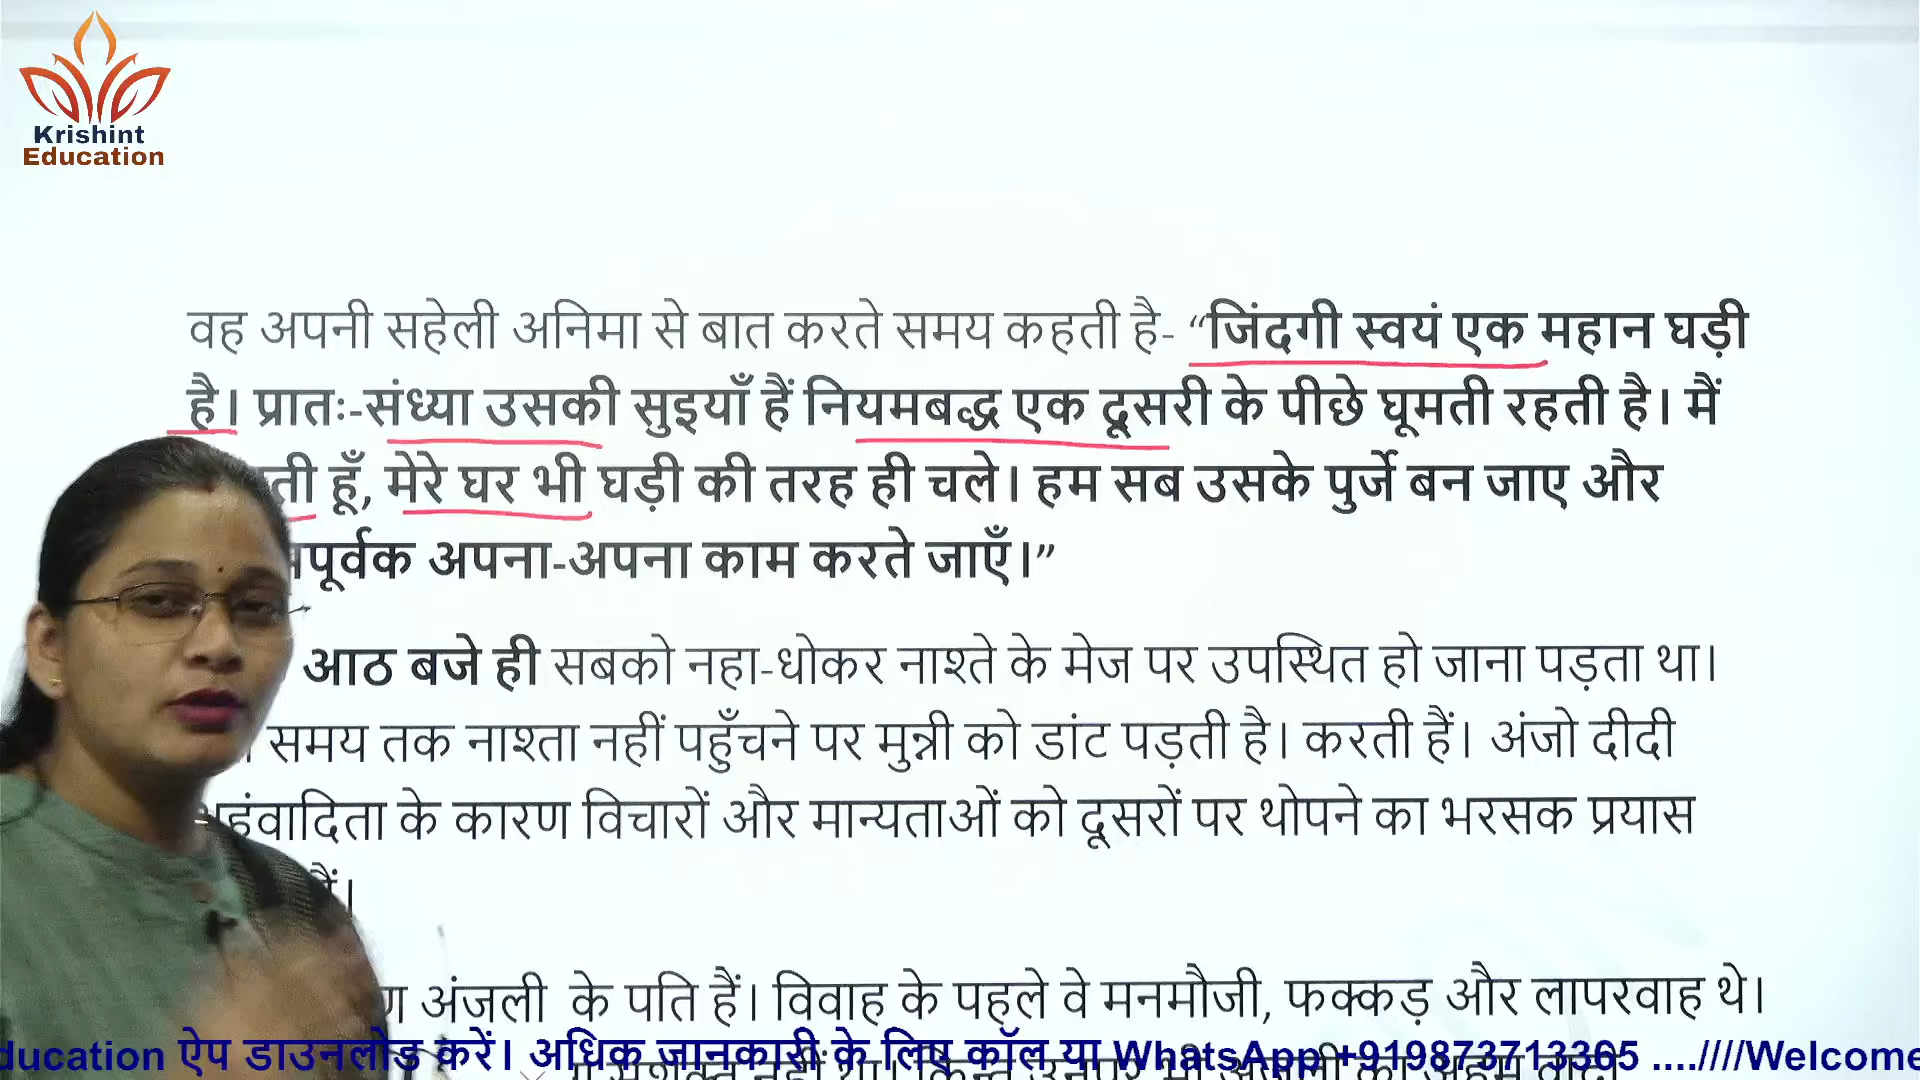 Krishint
Education
वह अपनी सहेली अनिमा से बात करते समय कहती है- “जिंदगी स्वयं एक महान घड़ी
है। प्रातः-संध्या उसकी सुइयाँ हैं नियमबद्ध एक दूसरी के पीछे घूमती रहती है। मैं
हूँ, मेरे घर भी घड़ी की तरह ही चले। हम सब उसके पुर्जे बन जाए और
अपना-अपना काम करते जाएँ।”
आठ बजे ही सबको नहा-धोकर नाश्ते के मेज पर उपस्थित हो जाना पड़ता था।
समय तक नाश्ता नहीं पहुँचने पर मुन्नी को डांट पड़ती है। करती हैं। अंजो दीदी
के कारण विचारों और मान्यताओं को दूसरों पर थोपने का भरसक प्रयास
अंजली के पति हैं। विवाह के पहले वे मनमौजी, फक्कड़ और लापरवाह थे।
ducation ऐप डाउनलोड करें। अधिक जानकारी के लिए कॉल या WhatsApp +919873713365 ....////Welcome